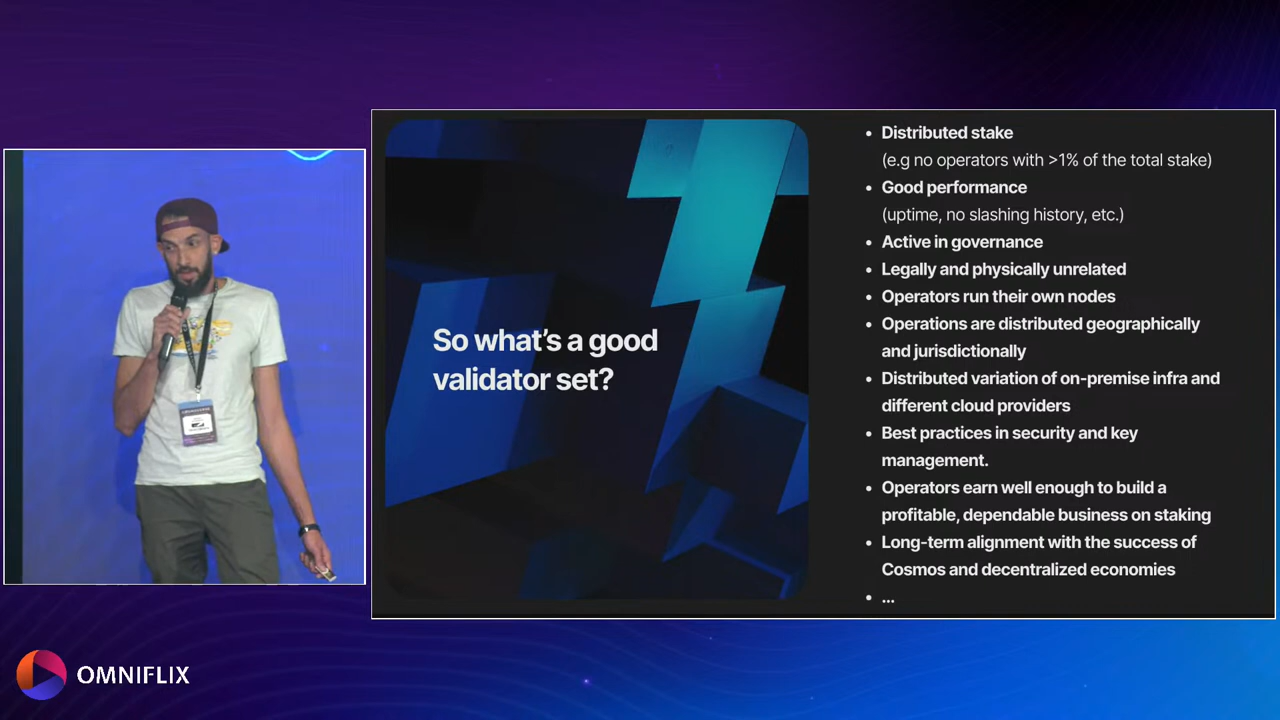 So what's a good
validator set?
• Distributed stake
(e.g no operators with >1% of the total stake)
• Good performance
(uptime, no slashing history, etc.)
• Active in governance
• Legally and physically unrelated
• Operators run their own nodes
• Operations are distributed geographically
and jurisdictionally
• Distributed variation of on-premise infra and
different cloud providers
• Best practices in security and key
management.
• Operators earn well enough to build a
profitable, dependable business on staking
• Long-term alignment with the success of
Cosmos and decentralized economies
• ...
OMNIFLIX